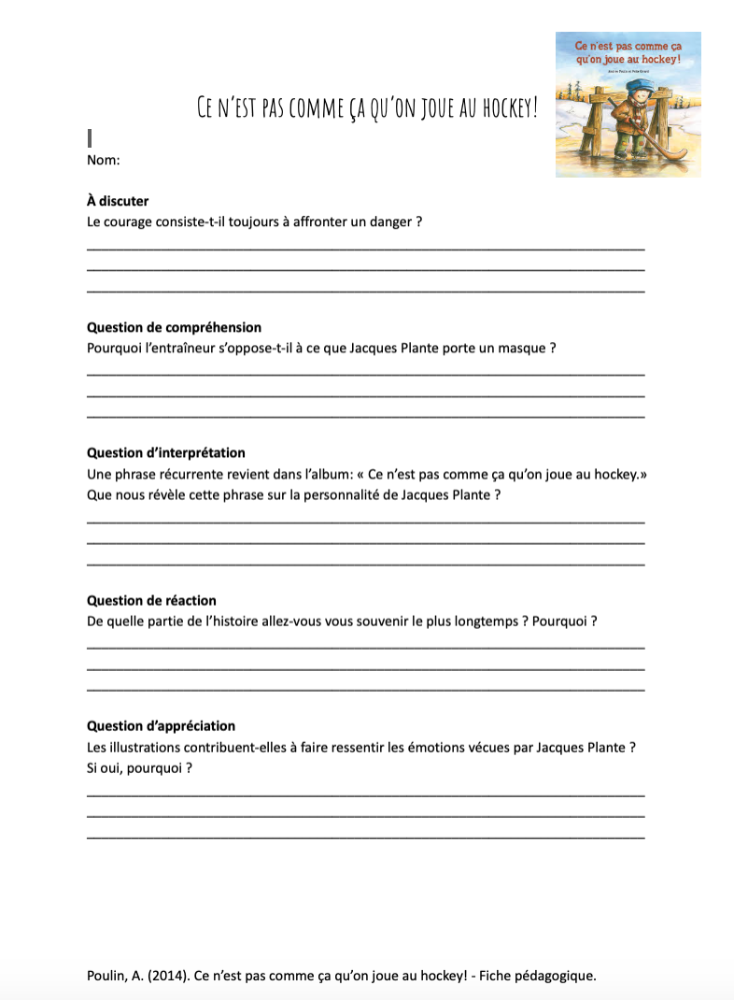 Ce n'est pas comme ça
qu'on joue au hockey!
Ce n'est pas comme ça qu'on joue au hockey!
Nom:
À discuter
Le courage consiste-t-il toujours à affronter un danger ?
Question de compréhension
Pourquoi l'entraîneur s'oppose-t-il à ce que Jacques Plante porte un masque ?
Question d'interprétation
Une phrase récurrente revient dans l'album: « Ce n'est pas comme ça qu'on joue au hockey.»
Que nous révèle cette phrase sur la personnalité de Jacques Plante ?
Question de réaction
De quelle partie de l'histoire allez-vous vous souvenir le plus longtemps ? Pourquoi ?
Question d'appréciation
Les illustrations contribuent-elles à faire ressentir les émotions vécues par Jacques Plante ?
Si oui, pourquoi ?
Poulin, A. (2014). Ce n'est pas comme ça qu'on joue au hockey! - Fiche pédagogique.